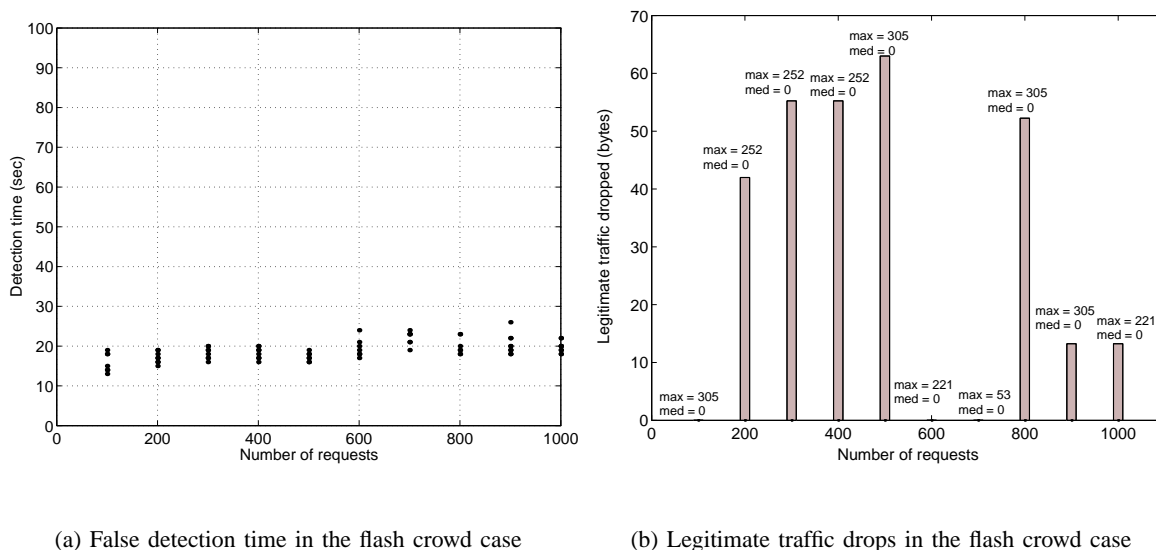 100
90
80
70
60
50
40
30
20
10
0
Detection time (sec)
0 200 400 600 800 1000
Number of requests
70
60
50
40
30
20
10
0
Legitimate traffic dropped (bytes)
max = 305
med = 0
max = 252
med = 0
max = 252
med = 0
max = 252
med = 0
max = 305
med = 0
max = 221
med = 0
max = 53
med = 0
max = 305
med = 0
max = 305
med = 0
max = 221
med = 0
0 200 400 600 800 1000
Number of requests
(a) False detection time in the flash crowd case
(b) Legitimate traffic drops in the flash crowd case